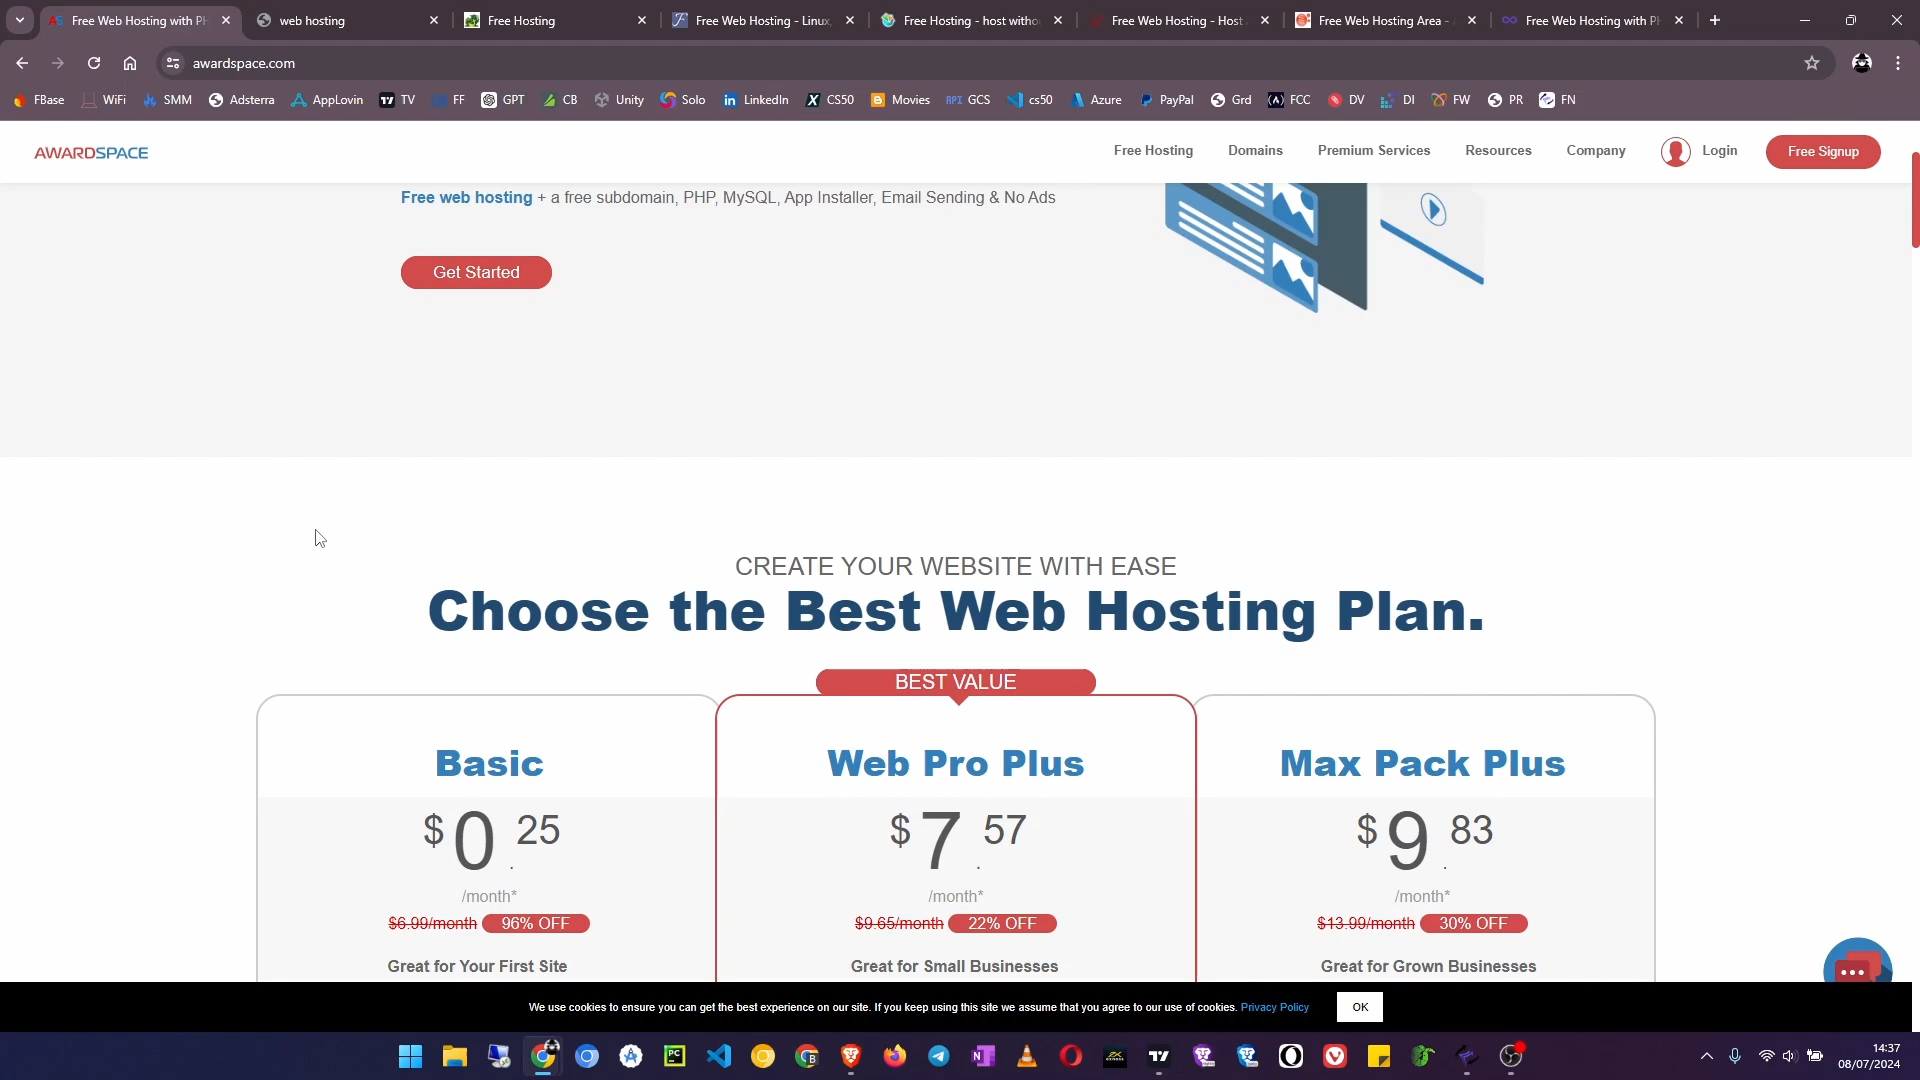 Free Web Hosting with PH
web hosting
Free Hosting
Free Web Hosting - Linux,
Free Hosting - host witho
Free Web Hosting - Host
Free Web Hosting Area -
Free Web Hosting with PH
awardspace.com
FBase WiFi SMM Adsterra AppLovin TV FF GPT CB Unity Solo LinkedIn CS50 Movies API GCS cs50 Azure PayPal Grd (A) FCC DV DI FW PR FN
AWARDSPACE
Free Hosting Domains Premium Services Resources Company Login Free Signup
Free web hosting + a free subdomain, PHP, MySQL, App Installer, Email Sending & No Ads
Get Started
CREATE YOUR WEBSITE WITH EASE
Choose the Best Web Hosting Plan.
BEST VALUE
Basic
$0.25
/month*
$6.99/month 96% OFF
Great for Your First Site
Web Pro Plus
$7.57
/month*
$9.65/month 22% OFF
Great for Small Businesses
Max Pack Plus
$9.83
/month*
$13.99/month 30% OFF
Great for Grown Businesses
We use cookies to ensure you can get the best experience on our site. If you keep using this site we assume that you agree to our use of cookies. Privacy Policy OK
14:37
08/07/2024